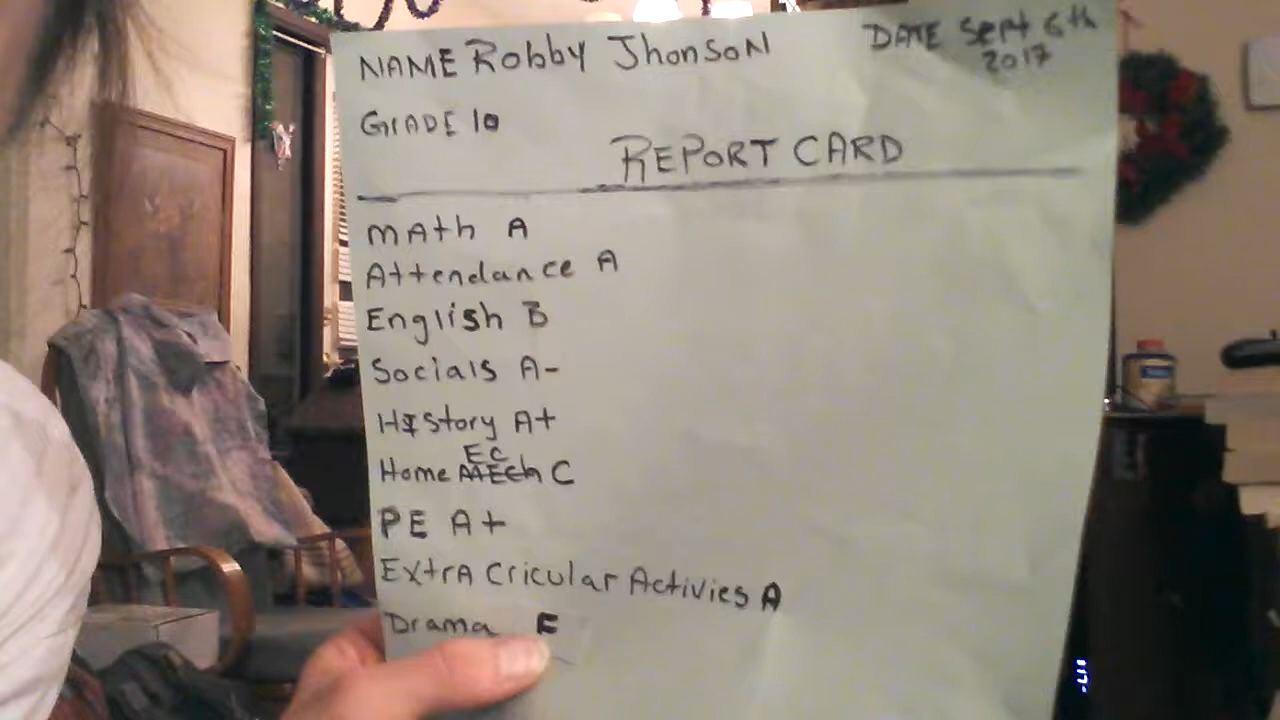 NAME Robby Jhonson DATE Sept 6th
2017
GRADE 10
REPORT CARD
Math A
Attendance A
English B
Socials A-
History A+
EC
Home MEch C
PE A+
Extra Cricular Activies A
Drama F